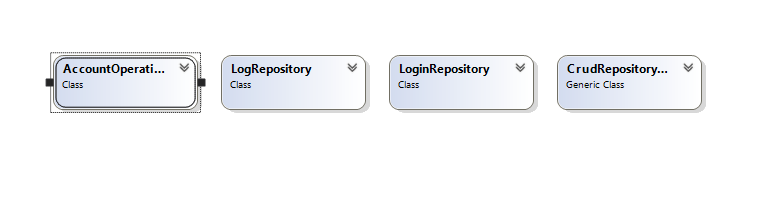 AccountOperati...
Class
LogRepository
Class
LoginRepository
Class
CrudRepository...
Generic Class